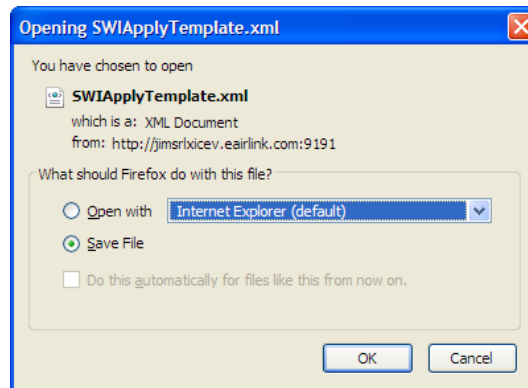 Opening SWIApplyTemplate.xml
You have chosen to open
SWIApplyTemplate.xml
which is a: XML Document
from: http://jimsrlxicev.eairlink.com:9191
What should Firefox do with this file?
Open with Internet Explorer (default)
Save File
Do this automatically for files like this from now on.
OK Cancel